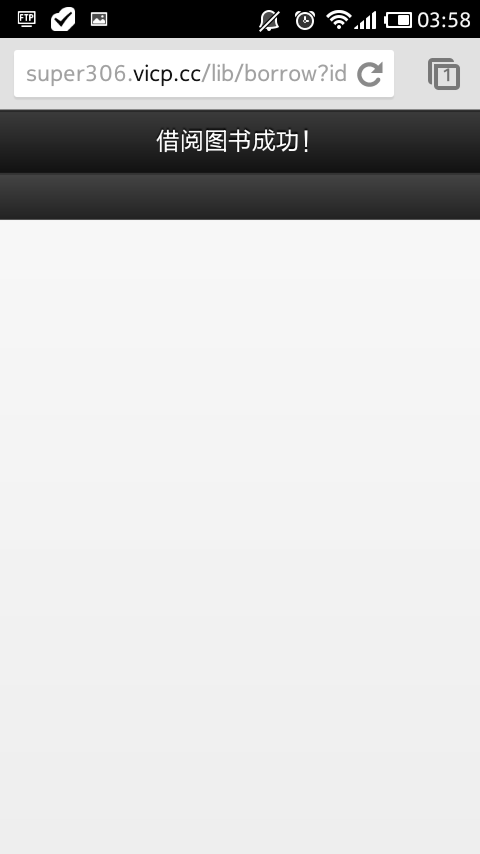 FTP
03:58
super306.vicp.cc/lib/borrow?id
1
借阅图书成功！